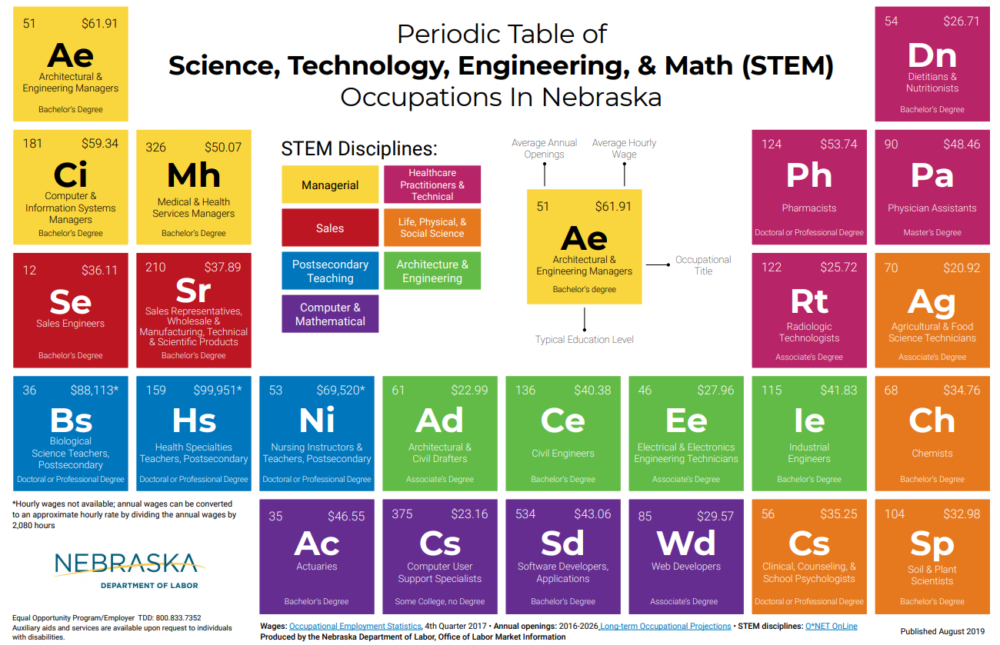 Periodic Table of
Science, Technology, Engineering, & Math (STEM)
Occupations In Nebraska
51 $61.91
Ae
Architectural &
Engineering Managers
Bachelor's Degree
54 $26.71
Dn
Dietitians &
Nutritionists
Bachelor's Degree
181 $59.34
Ci
Computer &
Information Systems
Managers
Bachelor's Degree
326 $50.07
Mh
Medical & Health
Services Managers
Bachelor's Degree
STEM Disciplines:
Managerial
Healthcare
Practitioners &
Technical
Sales
Life, Physical, &
Social Science
Postsecondary
Teaching
Architecture &
Engineering
Computer &
Mathematical
Average Annual
Openings
Average Hourly
Wage
51 $61.91
Ae
Architectural &
Engineering Managers
Bachelor's degree
Occupational
Title
Typical Education Level
124 $53.74
Ph
Pharmacists
Doctoral or Professional Degree
90 $48.46
Pa
Physician Assistants
Master's Degree
12 $36.11
Se
Sales Engineers
Bachelor's Degree
210 $37.89
Sr
Sales Representatives,
Wholesale &
Manufacturing, Technical
& Scientific Products
Bachelor's Degree
122 $25.72
Rt
Radiologic
Technologists
Associate's Degree
70 $20.92
Ag
Agricultural & Food
Science Technicians
Associate's Degree
36 $88,113*
Bs
Biological
Science Teachers,
Postsecondary
Doctoral or Professional Degree
159 $99,951*
Hs
Health Specialties
Teachers, Postsecondary
Doctoral or Professional Degree
53 $69,520*
Ni
Nursing Instructors &
Teachers, Postsecondary
Doctoral or Professional Degree
61 $22.99
Ad
Architectural &
Civil Drafters
Associate's Degree
136 $40.38
Ce
Civil Engineers
Bachelor's Degree
46 $27.96
Ee
Electrical & Electronics
Engineering Technicians
Associate's Degree
115 $41.83
Ie
Industrial
Engineers
Bachelor's Degree
68 $34.76
Ch
Chemists
Bachelor's Degree
*Hourly wages not available; annual wages can be converted
to an approximate hourly rate by dividing the annual wages by
2,080 hours
35 $46.55
Ac
Actuaries
Bachelor's Degree
375 $23.16
Cs
Computer User
Support Specialists
Some College, no Degree
534 $43.06
Sd
Software Developers,
Applications
Bachelor's Degree
85 $29.57
Wd
Web Developers
Associate's Degree
56 $35.25
Cs
Clinical, Counseling, &
School Psychologists
Doctoral or Professional Degree
104 $32.98
Sp
Soil & Plant
Scientists
Bachelor's Degree
NEBRASKA
DEPARTMENT OF LABOR
Equal Opportunity Program/Employer TDD: 800.833.7352
Auxiliary aids and services are available upon request to individuals
with disabilities.
Wages: Occupational Employment Statistics, 4th Quarter 2017 • Annual openings: 2016-2026 Long-term Occupational Projections • STEM disciplines: O*NET OnLine
Produced by the Nebraska Department of Labor, Office of Labor Market Information
Published August 2019